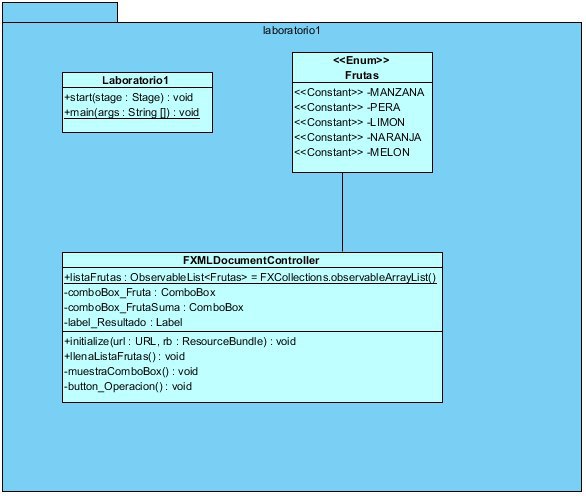 laboratorio1
Laboratorio1
+start(stage : Stage) : void
+main(args : String []) : void
<<Enum>>
Frutas
<<Constant>> -MANZANA
<<Constant>> -PERA
<<Constant>> -LIMON
<<Constant>> -NARANJA
<<Constant>> -MELON
FXMLDocumentController
+listaFrutas : ObservableList<Frutas> = FXCollections.observableArrayList()
-comboBox_Fruta : ComboBox
-comboBox_FrutaSuma : ComboBox
-label_Resultado : Label
+initialize(url : URL, rb : ResourceBundle) : void
+llenaListaFrutas() : void
-muestraComboBox() : void
-button_Operacion() : void